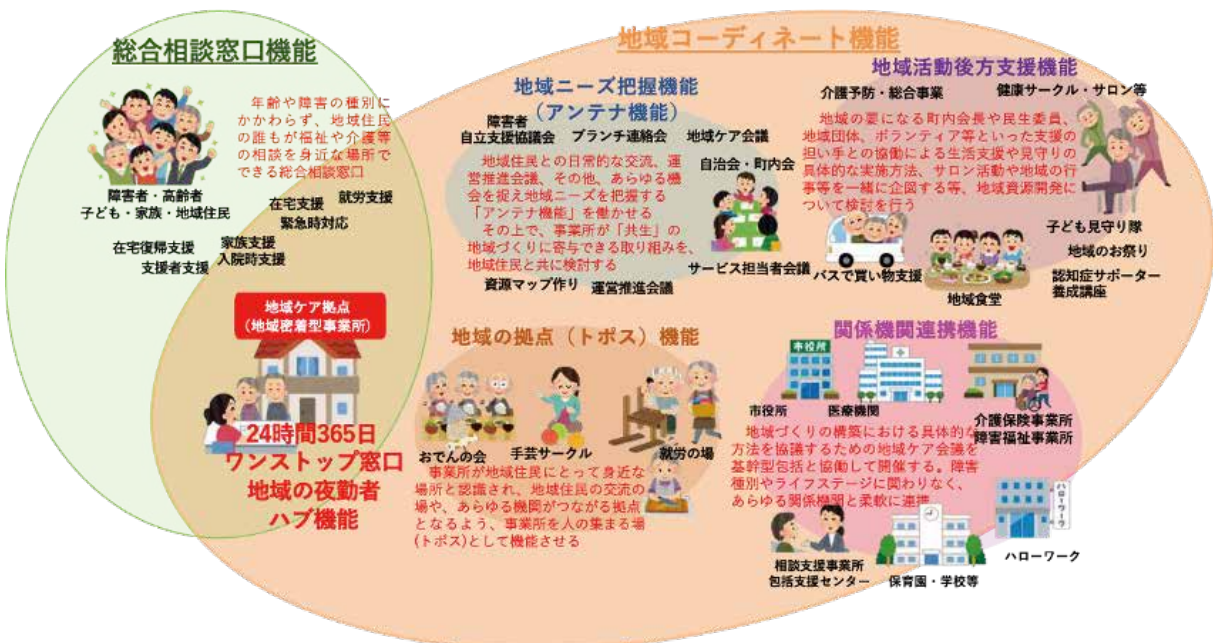 総合相談窓口機能
年齢や障害の種別に
かかわらず、地域住民
の誰もが福祉や介護等
の相談を身近な場所で
できる総合相談窓口
障害者・高齢者
子ども・家族・地域住民
在宅支援
就労支援
緊急時対応
在宅復帰支援
家族支援
支援者支援
入院時支援
地域ケア拠点
(地域密着型事業所)
24時間365日
ワンストップ窓口
地域の夜勤者
ハブ機能
地域コーディネート機能
地域ニーズ把握機能
(アンテナ機能)
障害者
自立支援協議会
ブランチ連絡会
地域ケア会議
自治会・町内会
地域住民との日常的な交流、運
営推進会議、その他、あらゆる機
会を捉え地域ニーズを把握する
「アンテナ機能」を働かせる
その上で、事業所が「共生」の
地域づくりに寄与できる取り組みを、
地域住民と共に検討する
サービス担当者会議
資源マップ作り
運営推進会議
地域活動後方支援機能
介護予防・総合事業
健康サークル・サロン等
地域の要になる町内会長や民生委員、
地域団体、ボランティア等といった支援の
担い手との協働による生活支援や見守りの
具体的な実施方法、サロン活動や地域の行
事等を一緒に企図する等、地域資源開発に
ついて検討を行う
子ども見守り隊
地域のお祭り
バスで買い物支援
地域食堂
認知症サポーター
養成講座
地域の拠点(トポス)機能
おでんの会
手芸サークル
就労の場
事業所が地域住民にとって身近な
場所と認識され、地域住民の交流の
場や、あらゆる機関がつながる拠点
となるよう、事業所を人の集まる場
(トポス)として機能させる
関係機関連携機能
市役所
市役所
医療機関
介護保険事業所
障害福祉事業所
地域づくりの構築における具体的な
方法を協議するための地域ケア会議を
基幹型包括と協働して開催する。障害
種別やライフステージに関わりなく、
あらゆる関係機関と柔軟に連携
ハローワーク
相談支援事業所
包括支援センター
保育園・学校等
ハローワーク